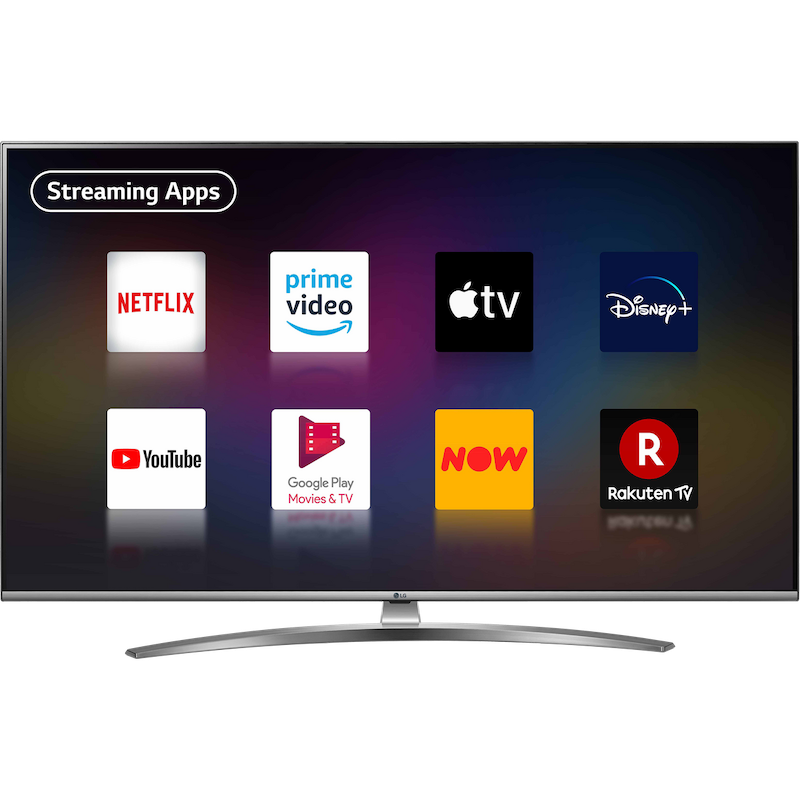 Streaming Apps
NETFLIX
prime
video
tv
Disney+
YouTube
Google Play
Movies & TV
NOW
R
Rakuten TV
LG